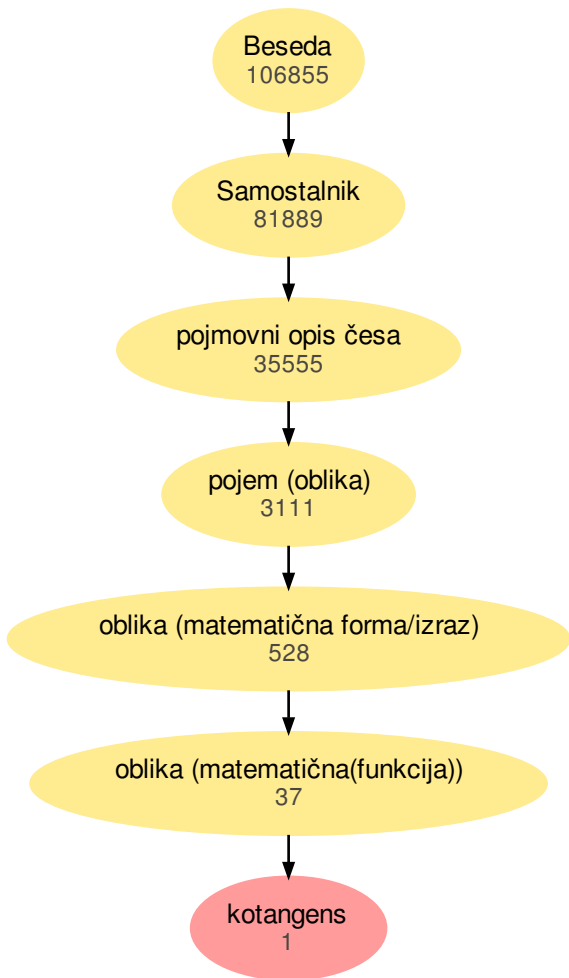 Beseda
106855
Samostalnik
81889
pojmovni opis česa
35555
pojem (oblika)
3111
oblika (matematična forma/izraz)
528
oblika (matematična(funkcija))
37
kotangens
1